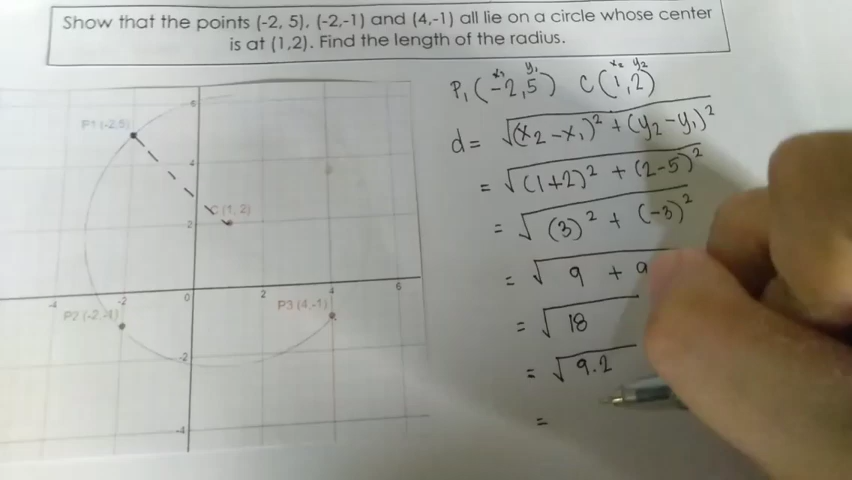 Show that the points (-2, 5), (-2,-1) and (4,-1) all lie on a circle whose center
is at (1,2). Find the length of the radius.
x₁ y₁ x₂ y₂
P₁ (-2,5) C (1,2)
d = √(x₂-x₁)² + (y₂-y₁)²
= √(1+2)² + (2-5)²
= √(3)² + (-3)²
= √9 + 9
= √18
= √9.2
=
6
P1 (-2,5)
4
C (1, 2)
2
-4 -2 0 2 4 6
P2 (-2,-1) P3 (4,-1)
-2
-4